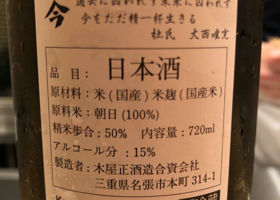 過去に囚われず未来に囚われず
今 今をただ精一杯生きる
杜氏 大西唯克
品目: 日本酒
原材料: 米(国産)米麹(国産米)
原料米: 朝日(100%)
精米歩合: 50% 内容量: 720ml
アルコール分 : 15%
製造者: 木屋正酒造合資会社
三重県名張市本町 314-1